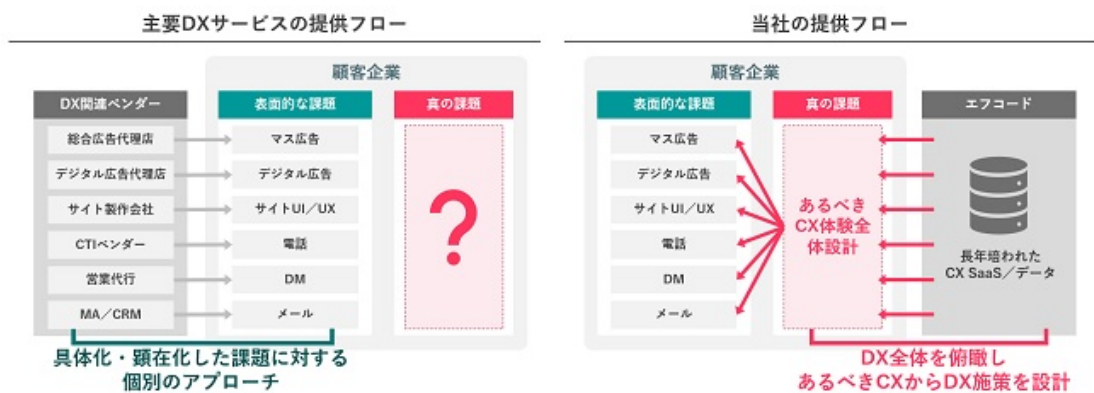 主要DXサービスの提供フロー
顧客企業
DX関連ベンダー
表面的な課題
真の課題
総合広告代理店
マス広告
デジタル広告代理店
デジタル広告
サイト製作会社
サイトUI/UX
CTIベンダー
電話
営業代行
DM
MA/CRM
メール
?
具体化・顕在化した課題に対する
個別のアプローチ
当社の提供フロー
顧客企業
表面的な課題
真の課題
エフコード
マス広告
デジタル広告
サイトUI/UX
電話
DM
メール
あるべき
CX体験全
体設計
長年培われた
CX SaaS/データ
DX全体を俯瞰し
あるべきCXからDX施策を設計